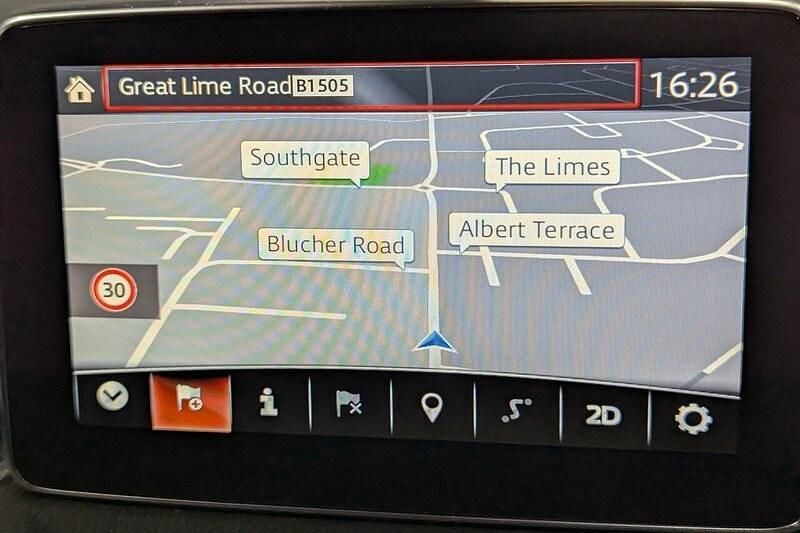 Great Lime Road B1505
16:26
Southgate
The Limes
Albert Terrace
Blucher Road
30
2D